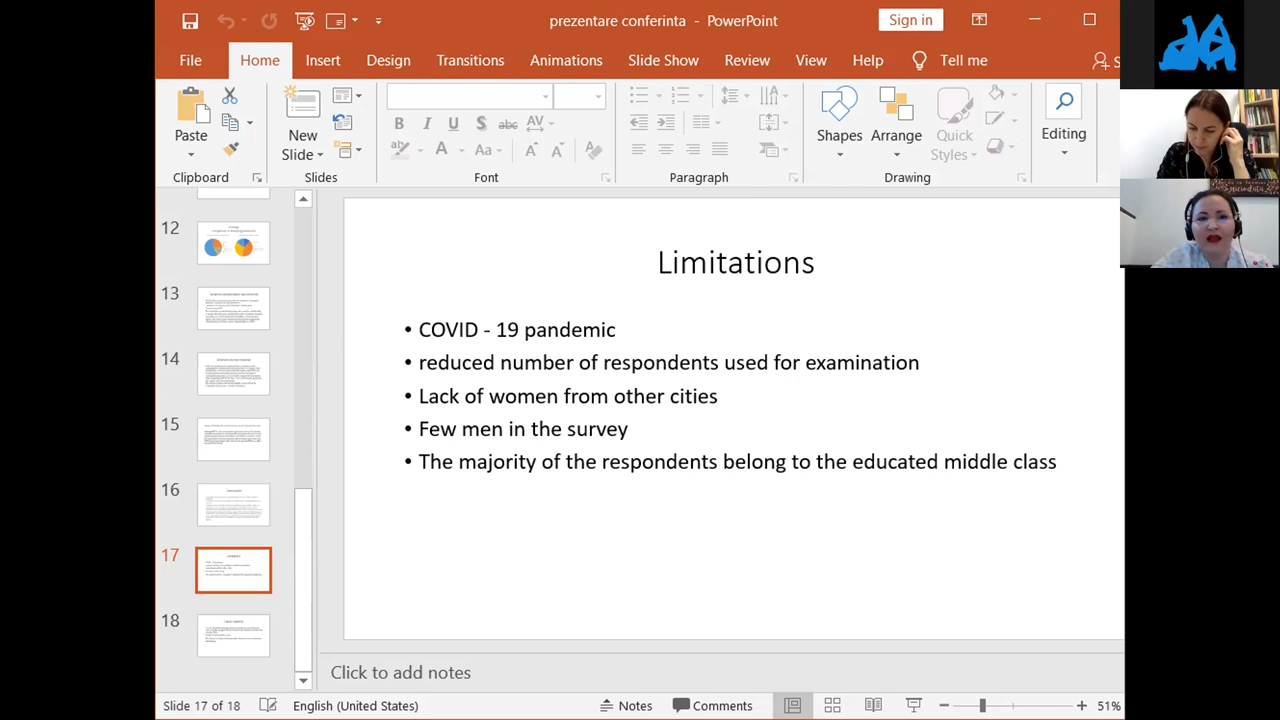 prezentare conferinta - PowerPoint
Sign in
File Home Insert Design Transitions Animations Slide Show Review View Help Tell me S
Paste
New
Slide
B I U S abc AV
Aa A A
Shapes Arrange Quick
Styles
Editing
Clipboard Slides Font Paragraph Drawing
12
13
14
15
16
17
18
Limitations
• COVID - 19 pandemic
• reduced number of respondents used for examination
• Lack of women from other cities
• Few men in the survey
• The majority of the respondents belong to the educated middle class
Click to add notes
Slide 17 of 18 English (United States) Notes Comments 51%